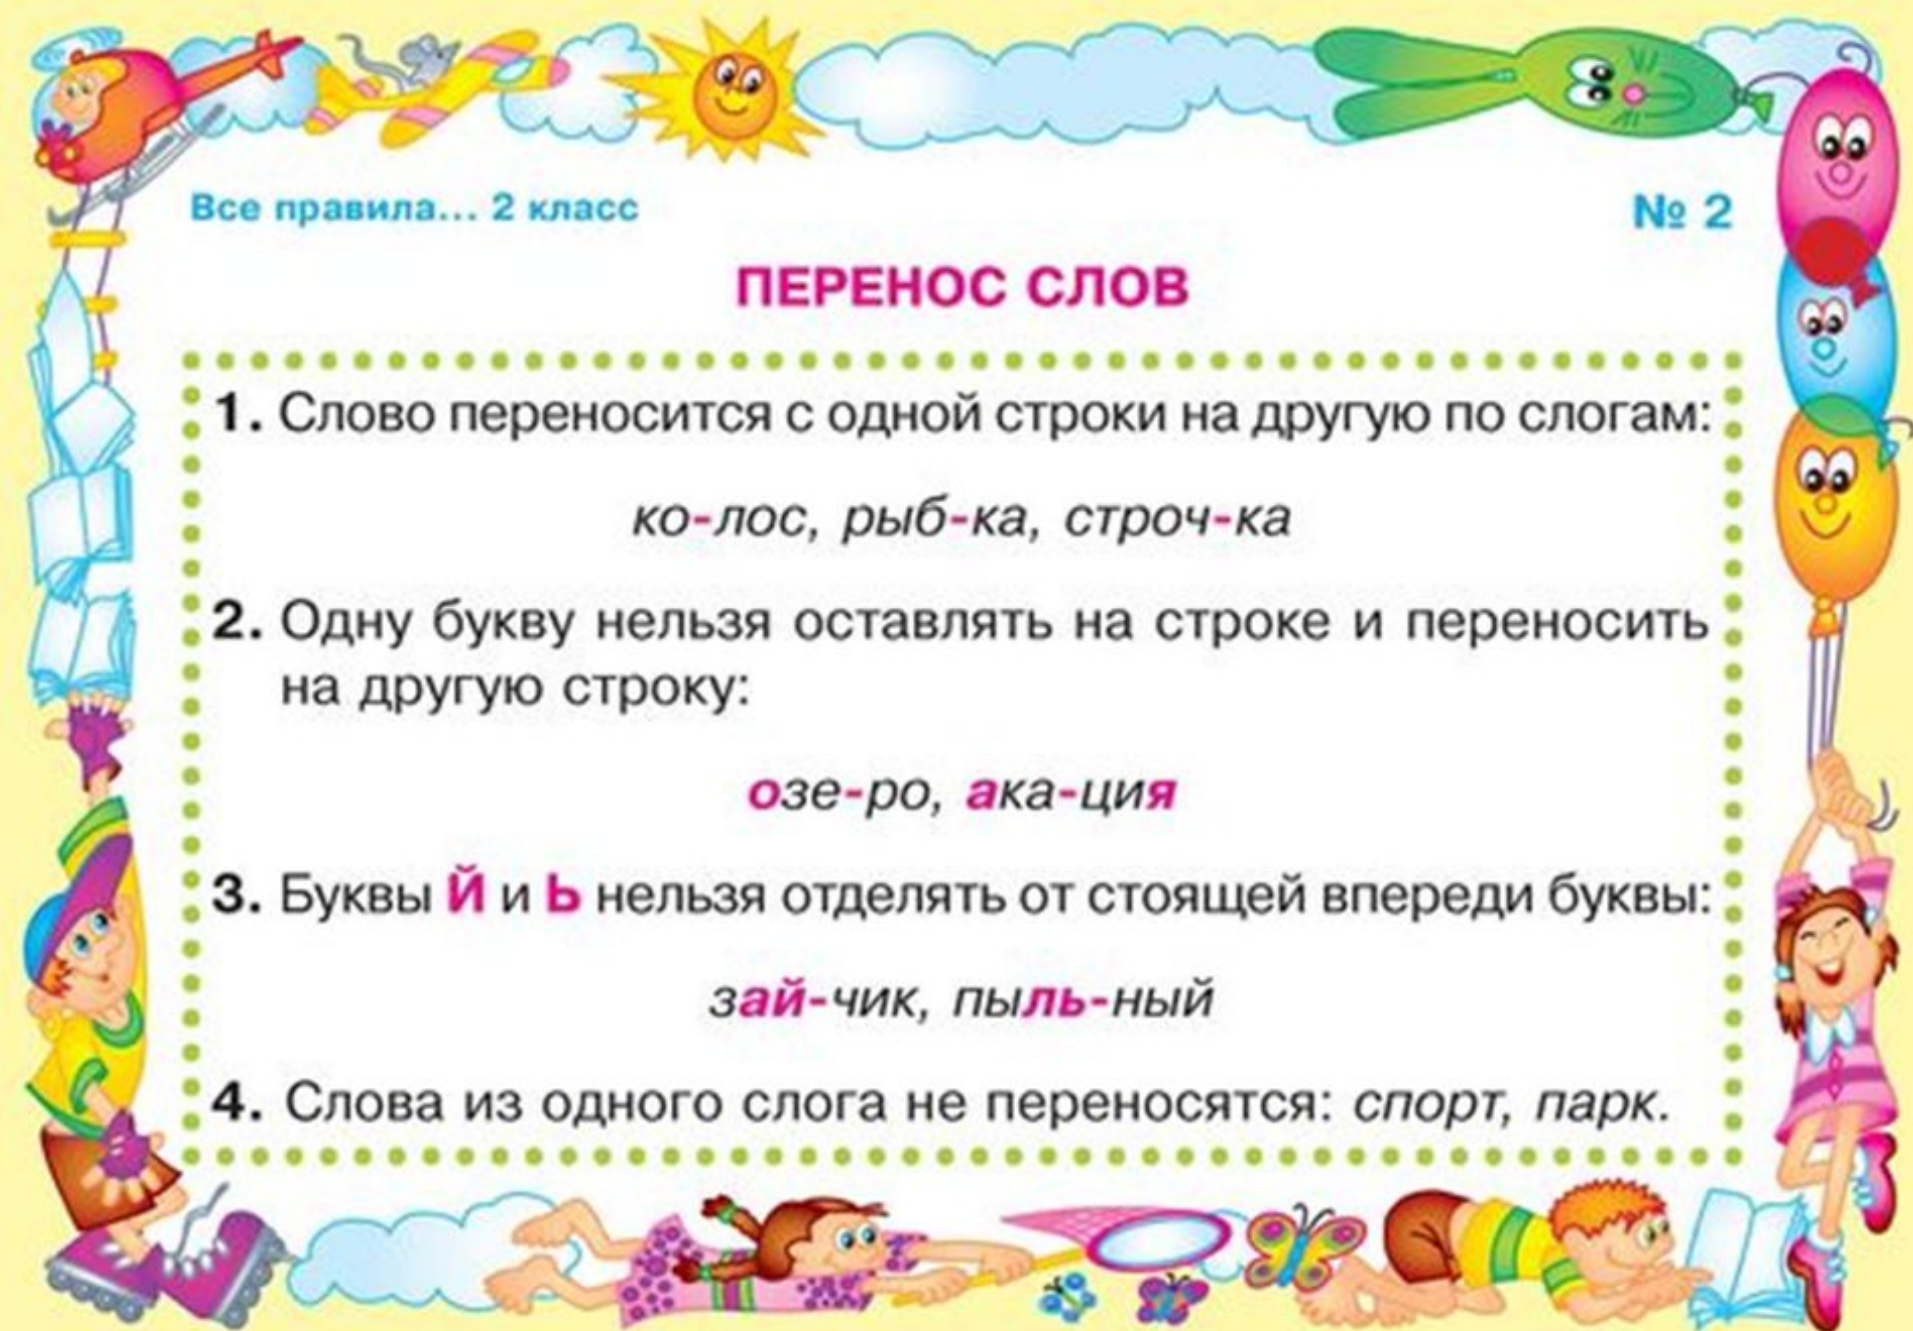 Все правила... 2 класс
№ 2
ПЕРЕНОС СЛОВ
1. Слово переносится с одной строки на другую по слогам:
ко-лос, рыб-ка, строч-ка
2. Одну букву нельзя оставлять на строке и переносить
на другую строку:
озе-ро, ака-ция
3. Буквы Й и Ь нельзя отделять от стоящей впереди буквы:
зай-чик, пыль-ный
4. Слова из одного слога не переносятся: спорт, парк.